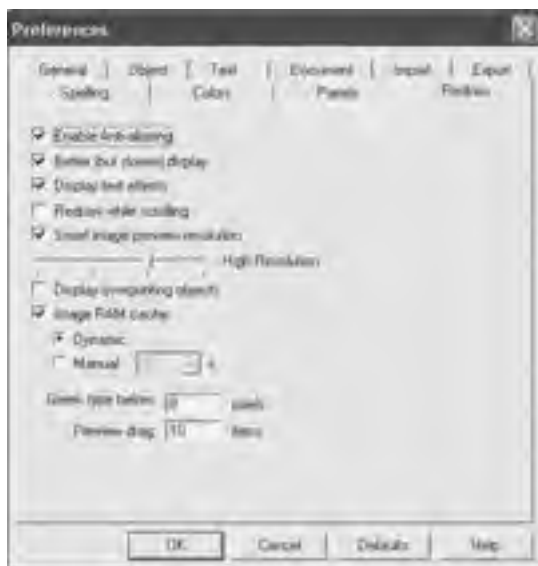 Preferences
General Object Text Document Import Export
Spelling Colors Panels Redraw
Enable Anti-aliasing
Better (but slower) display
Display text effects
Redraw while scrolling
Smart image preview resolution
High Resolution
Display overprinting objects
Image RAM cache
Dynamic
Manual
Greek type below: pixels
Preview drag: 10 items
OK Cancel Defaults Help